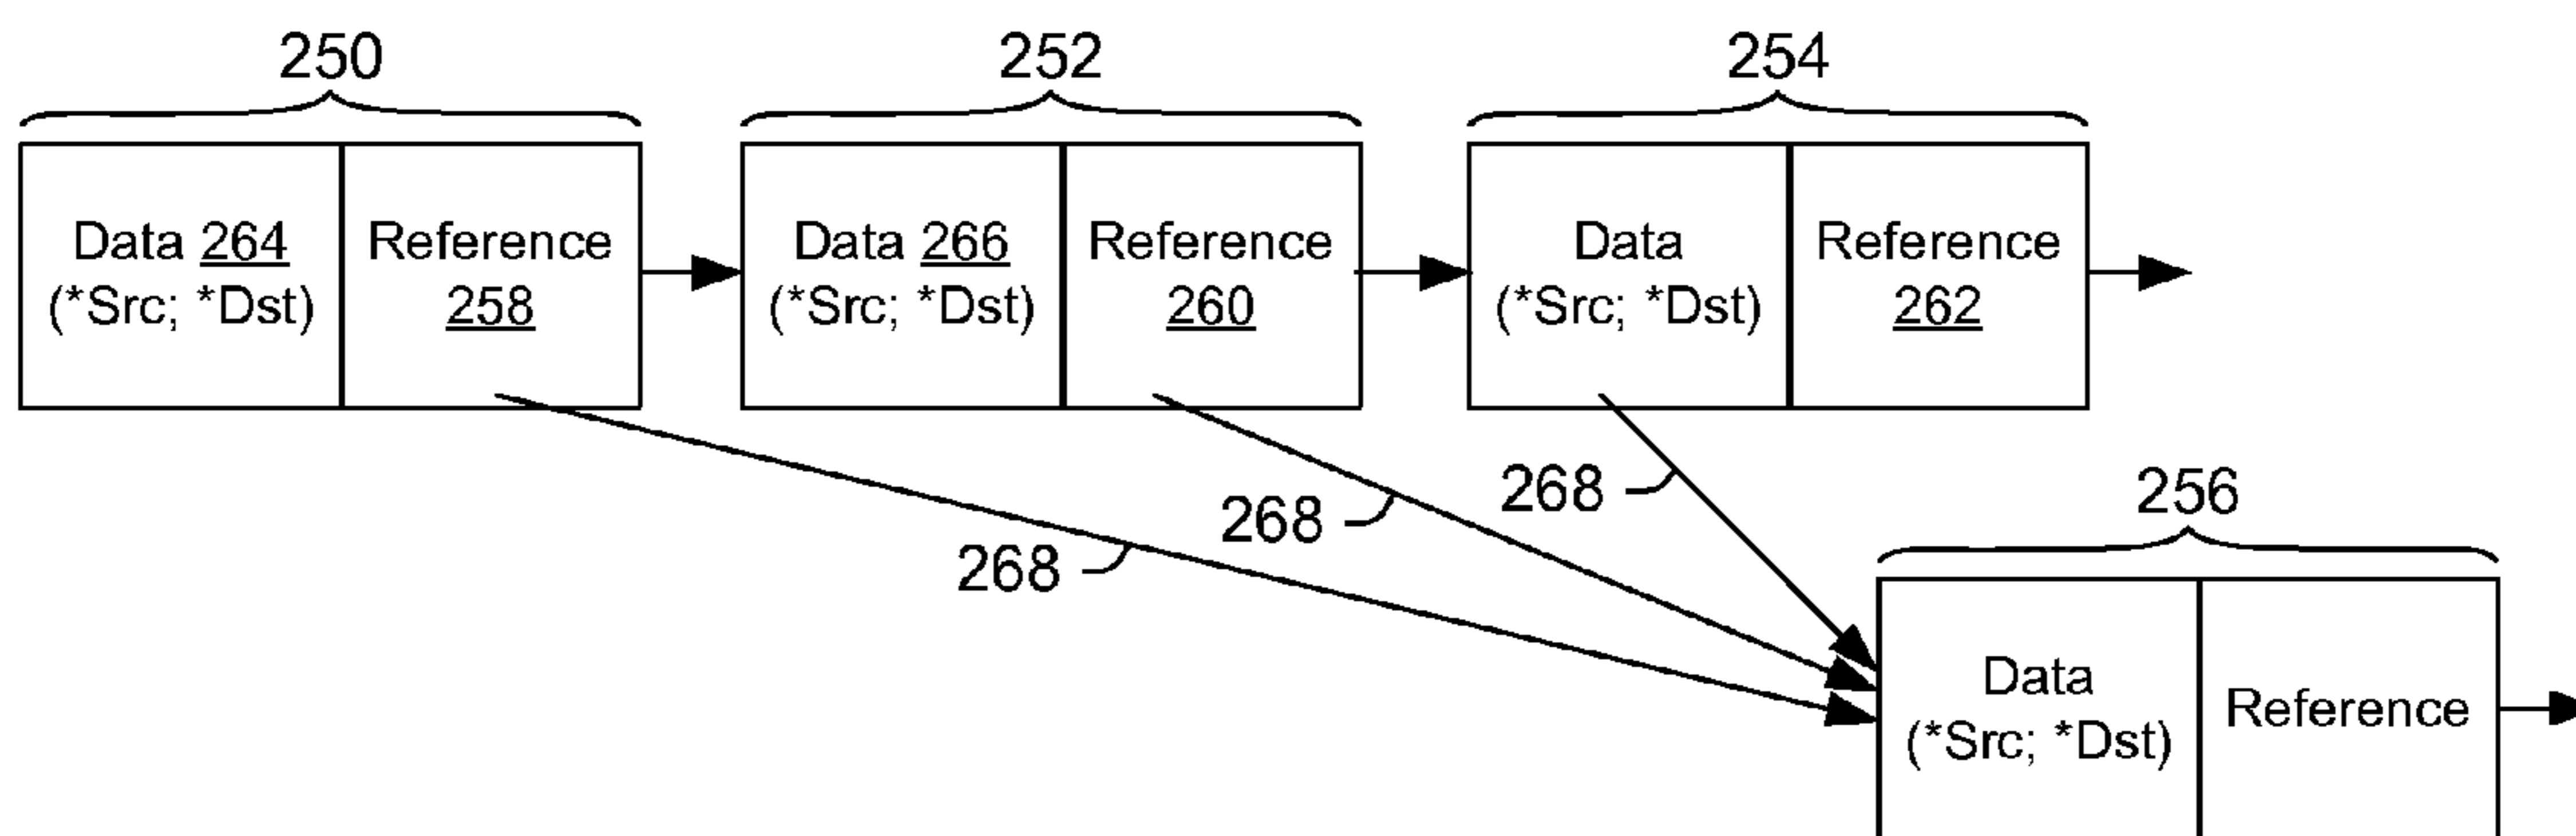 250
252
254
Data 264
(*Src; *Dst)
Reference
258
Data 266
(*Src; *Dst)
Reference
260
Data
(*Src; *Dst)
Reference
262
268
268
268
256
Data
(*Src; *Dst)
Reference